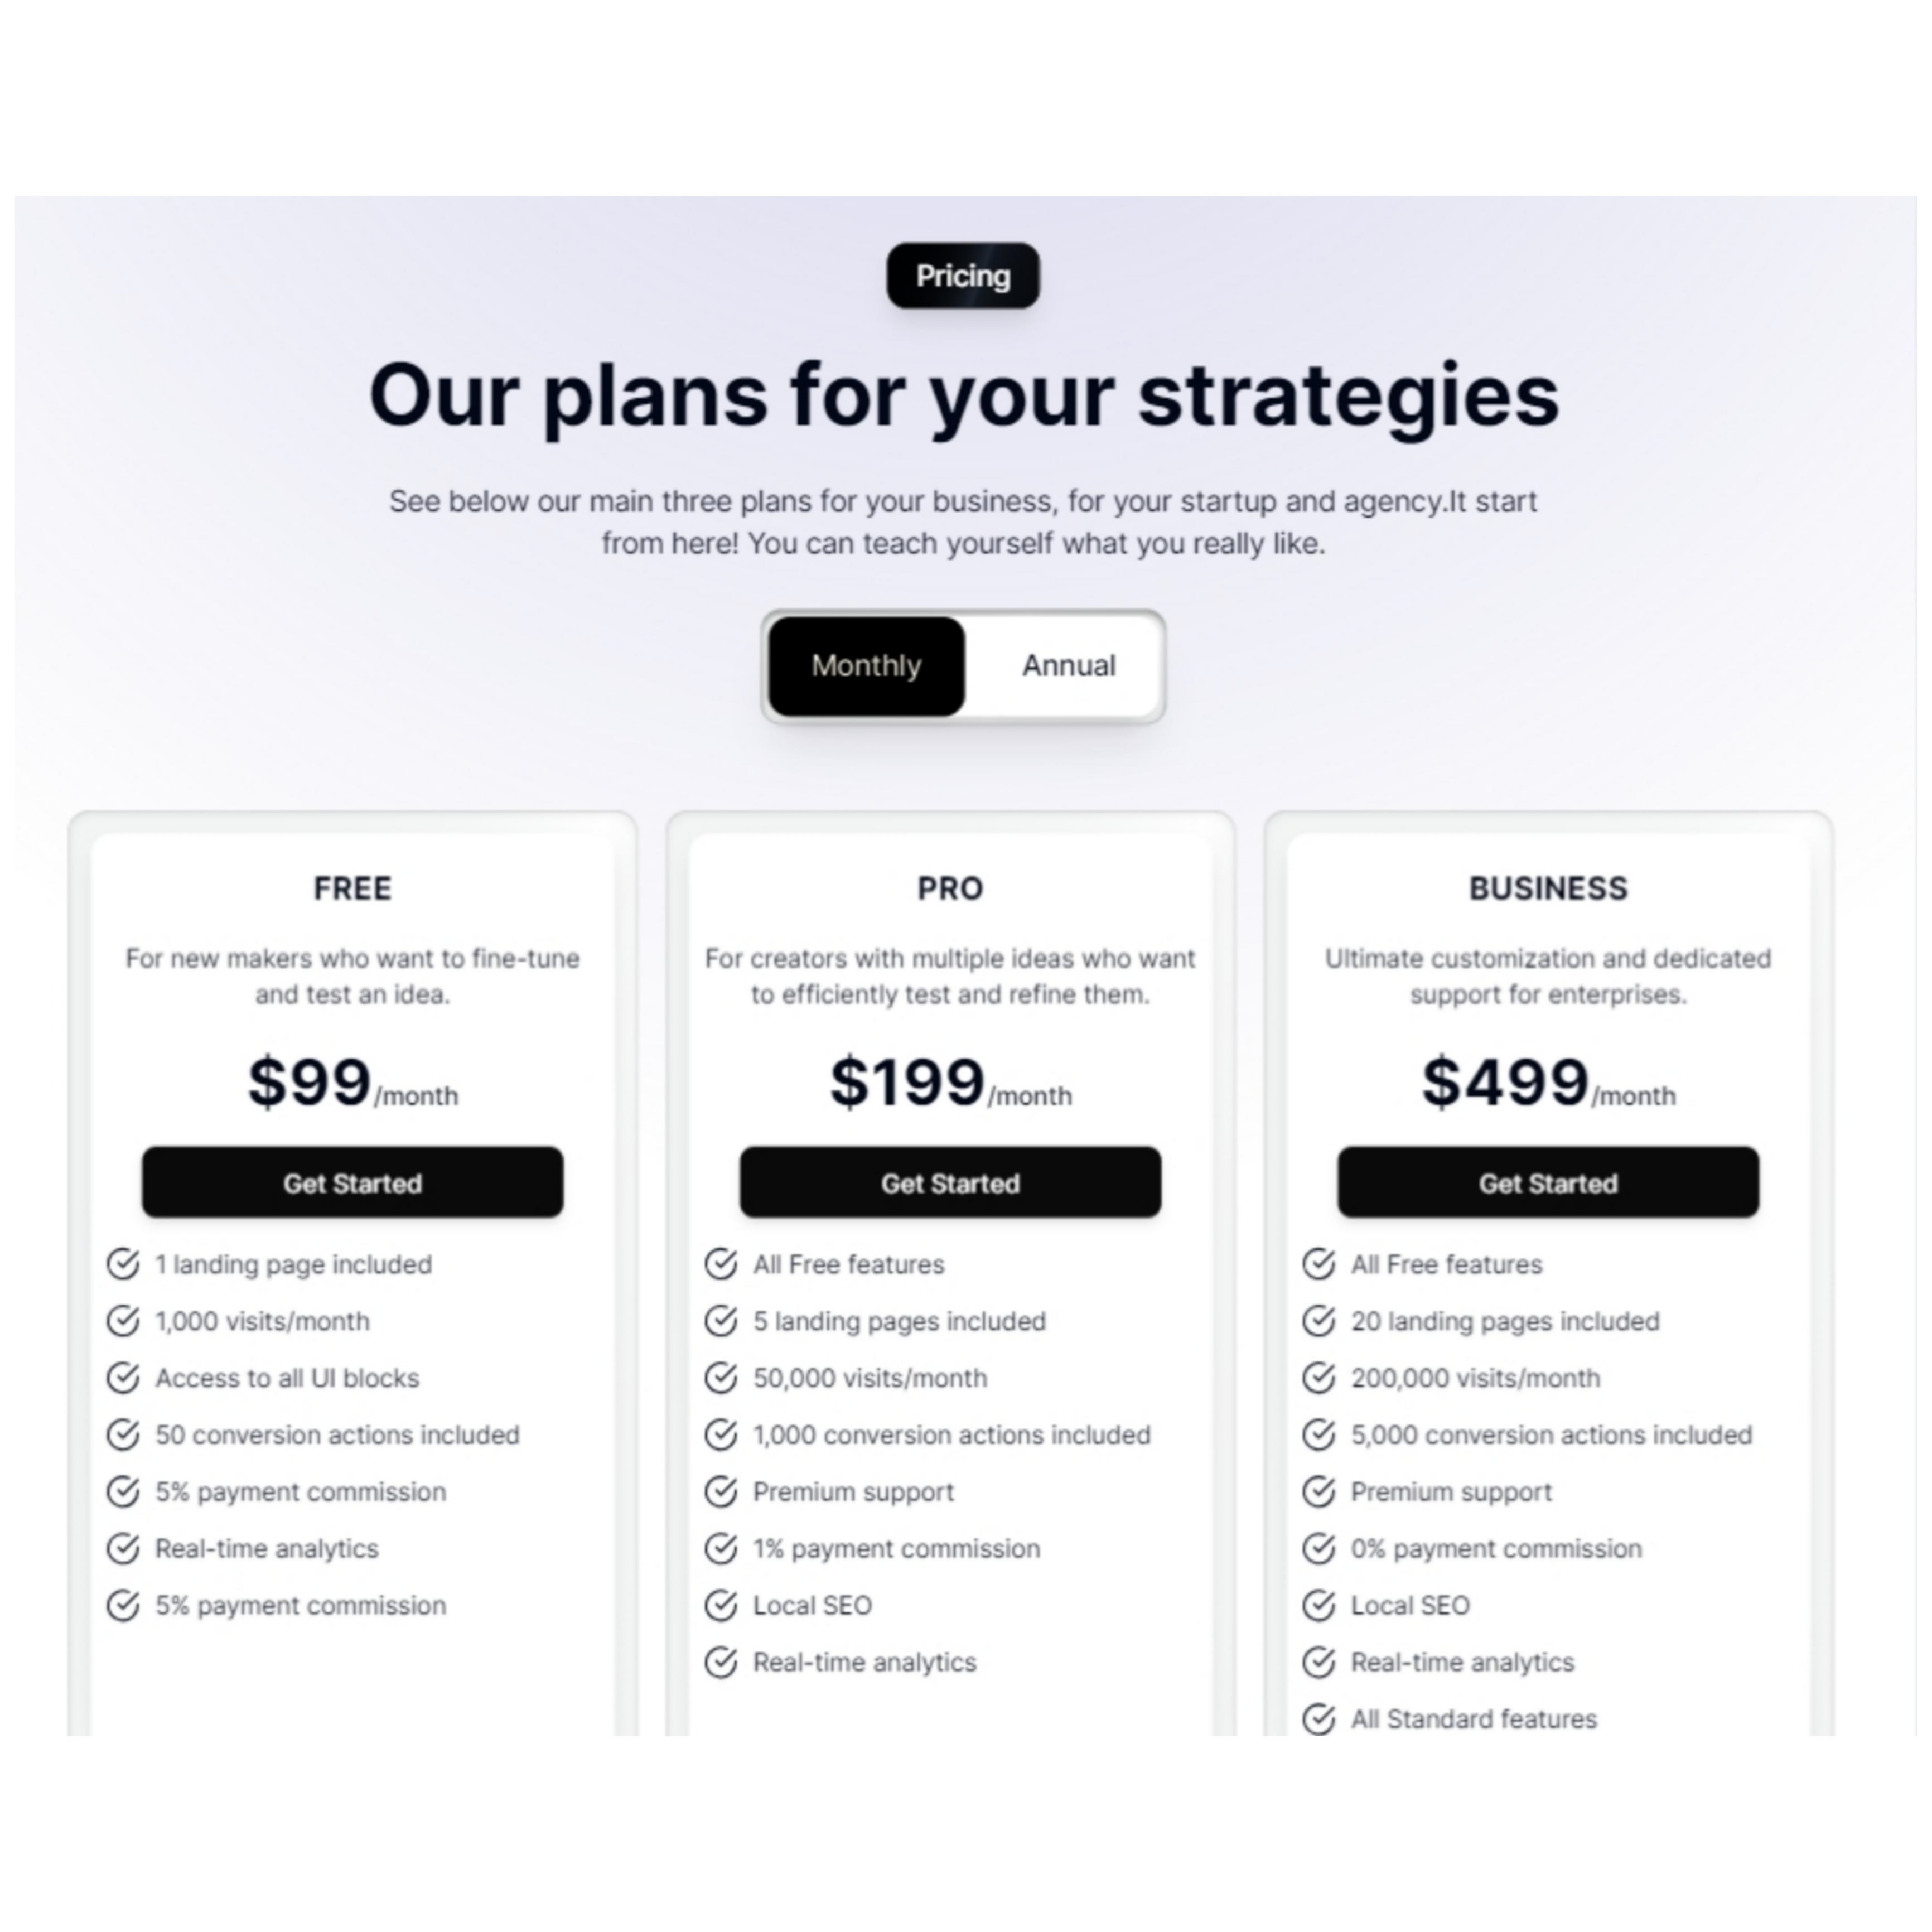 Pricing
Our plans for your strategies
See below our main three plans for your business, for your startup and agency.It start
from here! You can teach yourself what you really like.
Monthly
Annual
FREE
For new makers who want to fine-tune
and test an idea.
$99/month
Get Started
1 landing page included
1,000 visits/month
Access to all UI blocks
50 conversion actions included
5% payment commission
Real-time analytics
5% payment commission
PRO
For creators with multiple ideas who want
to efficiently test and refine them.
$199/month
Get Started
All Free features
5 landing pages included
50,000 visits/month
1,000 conversion actions included
Premium support
1% payment commission
Local SEO
Real-time analytics
BUSINESS
Ultimate customization and dedicated
support for enterprises.
$499/month
Get Started
All Free features
20 landing pages included
200,000 visits/month
5,000 conversion actions included
Premium support
0% payment commission
Local SEO
Real-time analytics
All Standard features